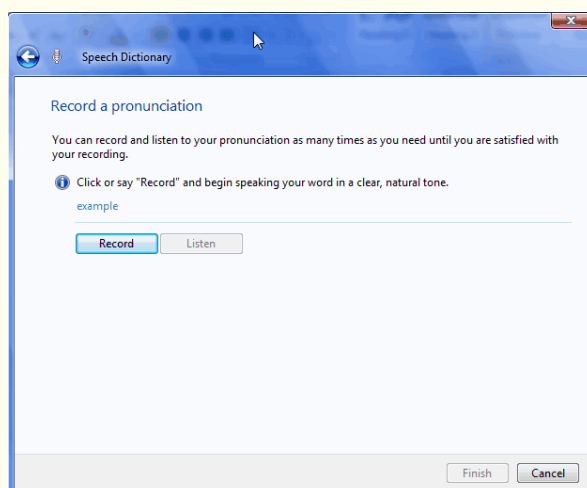 Speech Dictionary
Record a pronunciation
You can record and listen to your pronunciation as many times as you need until you are satisfied with
your recording.
Click or say "Record" and begin speaking your word in a clear, natural tone.
example
Record Listen
Finish Cancel